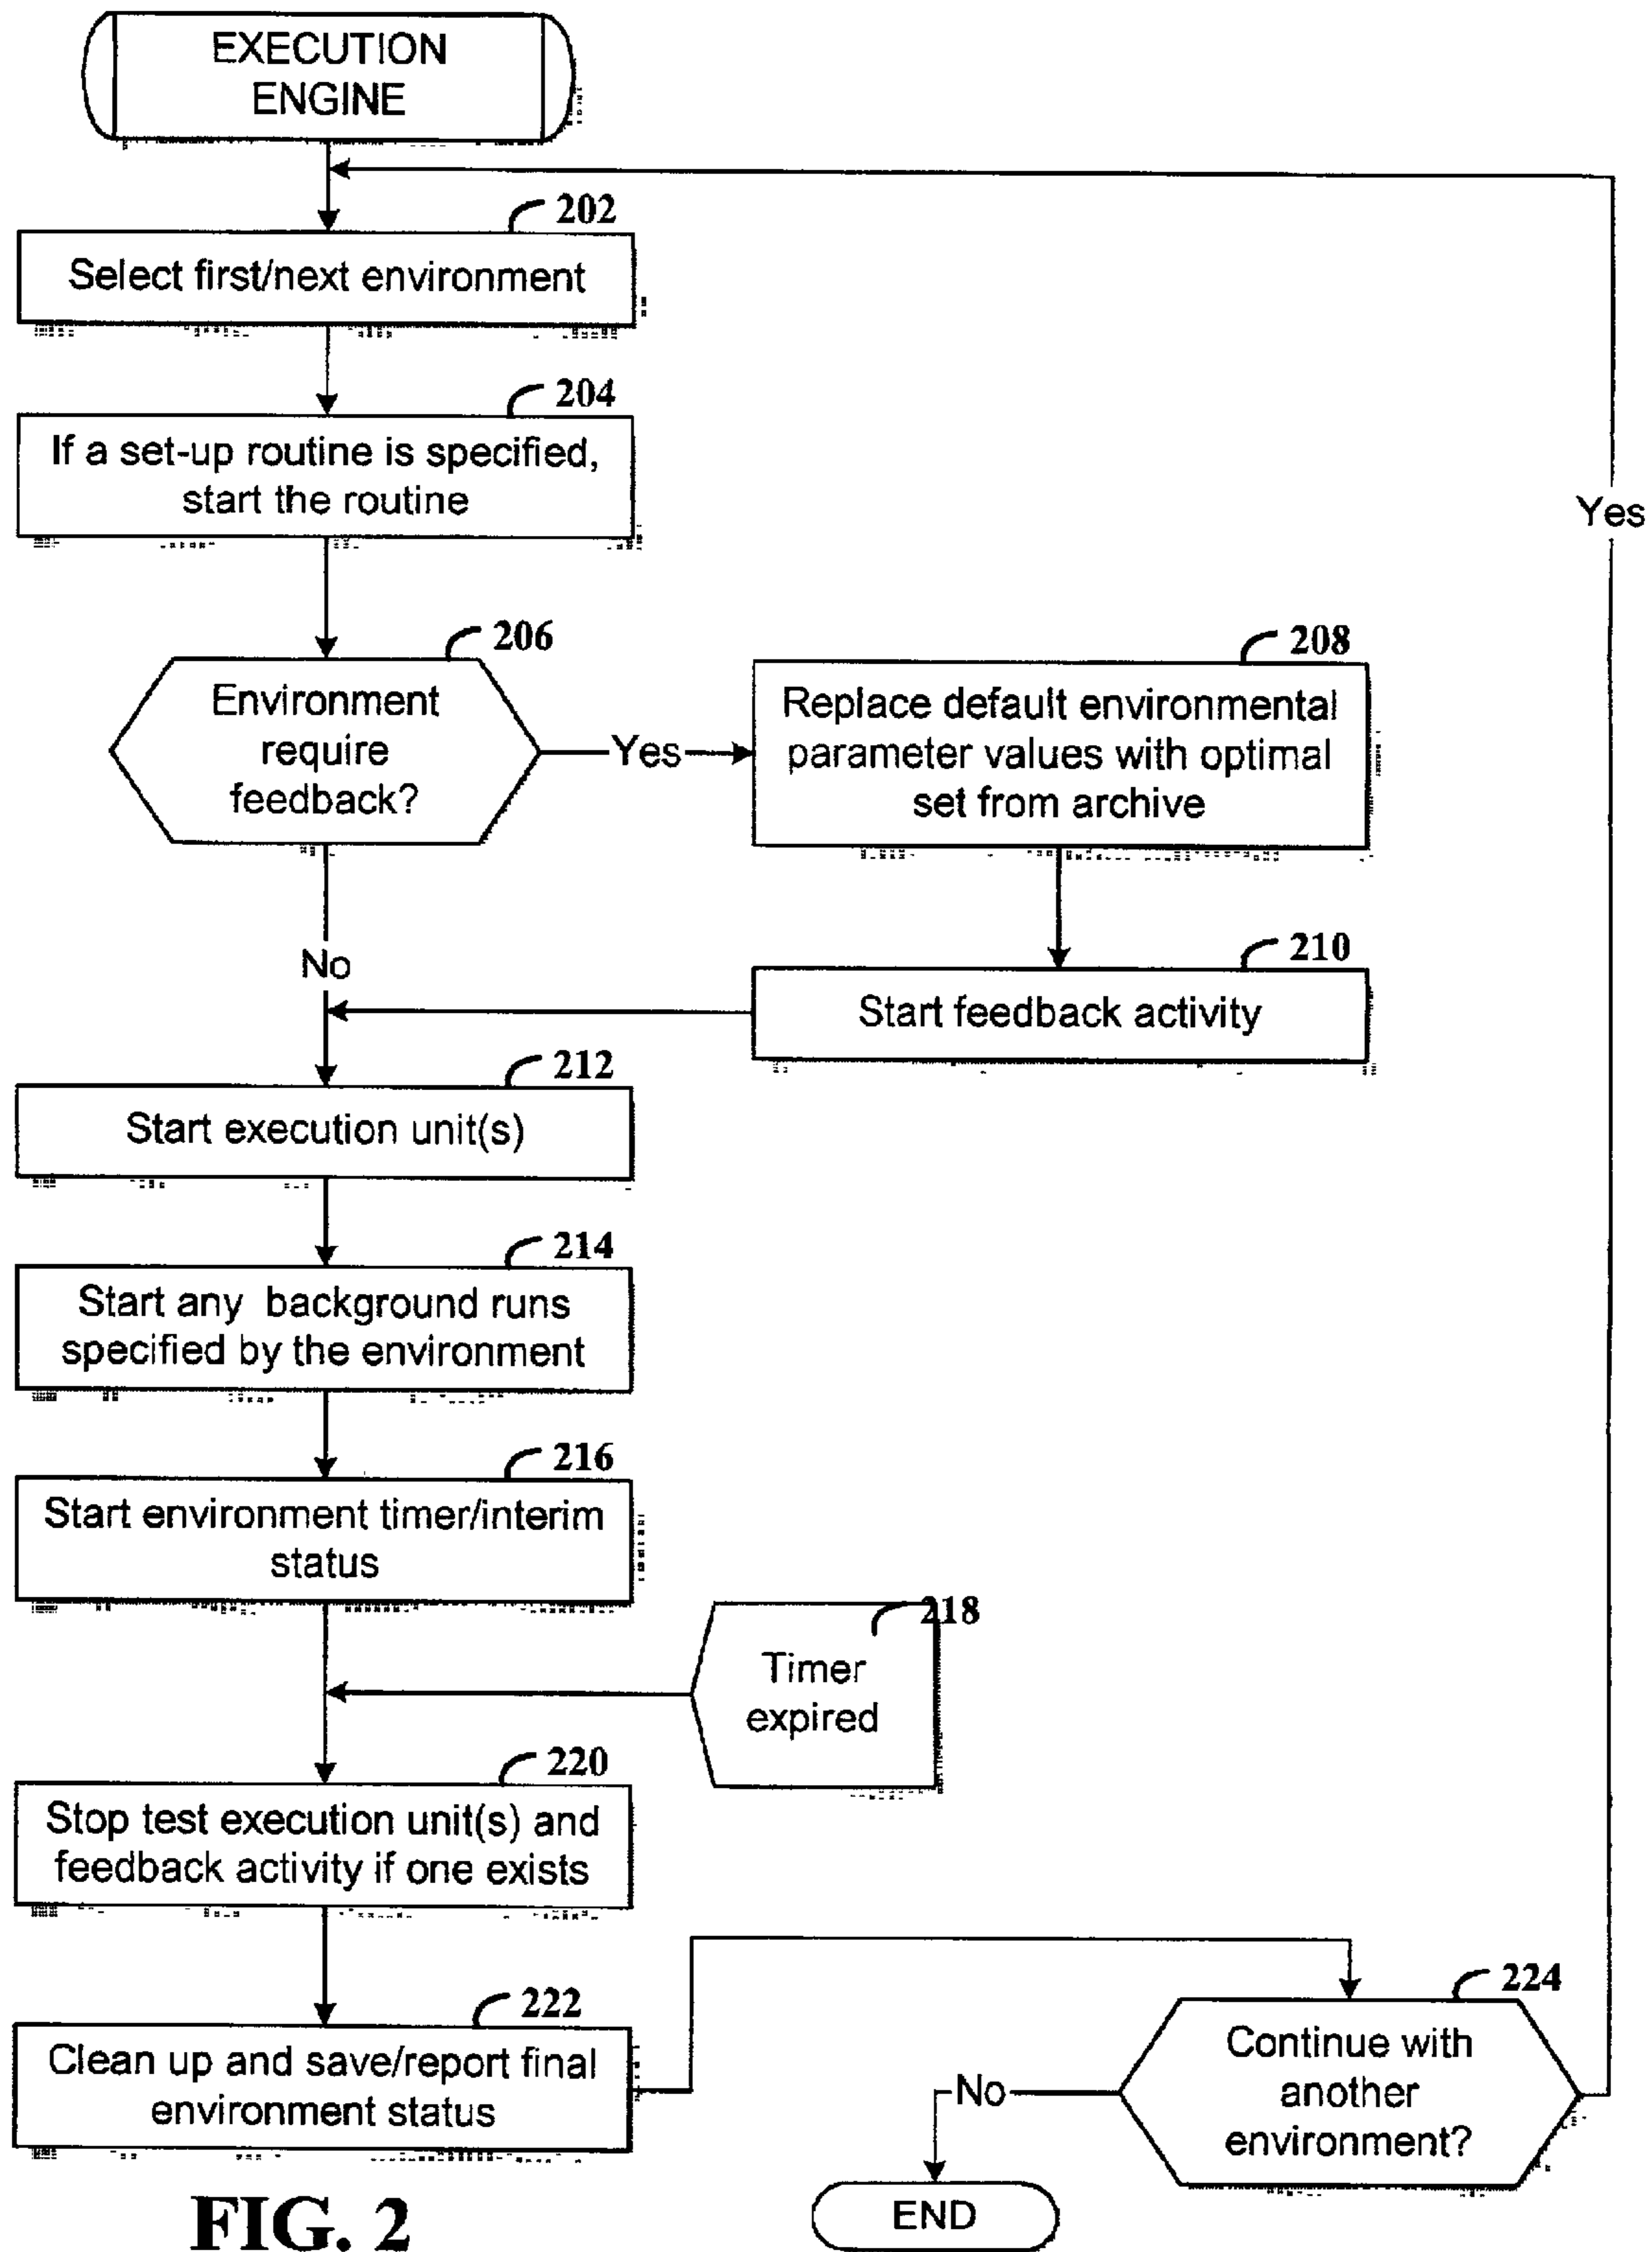 EXECUTION
ENGINE
202
Select first/next environment
204
If a set-up routine is specified,
start the routine
Yes
206
Environment
require
feedback?
Yes
208
Replace default environmental
parameter values with optimal
set from archive
No
210
Start feedback activity
212
Start execution unit(s)
214
Start any background runs
specified by the environment
216
Start environment timer/interim
status
218
Timer
expired
220
Stop test execution unit(s) and
feedback activity if one exists
222
Clean up and save/report final
environment status
224
Continue with
another
environment?
No
END
FIG. 2